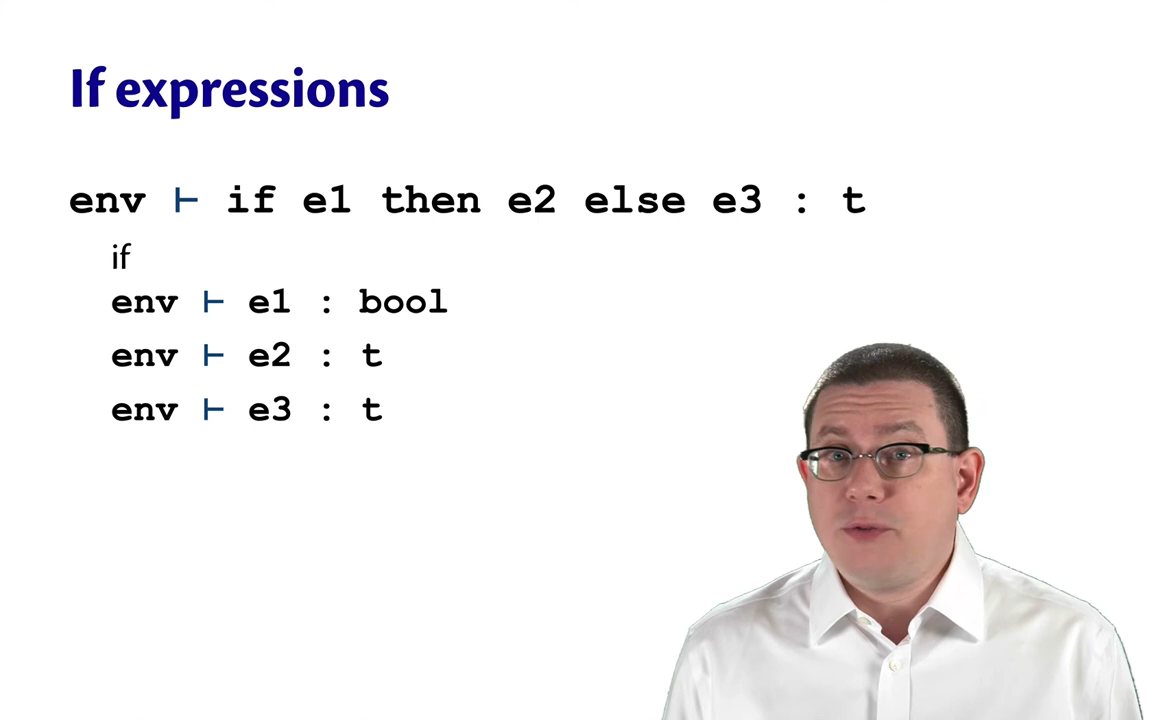 If expressions
env ⊢ if e1 then e2 else e3 : t
if
env ⊢ e1 : bool
env ⊢ e2 : t
env ⊢ e3 : t